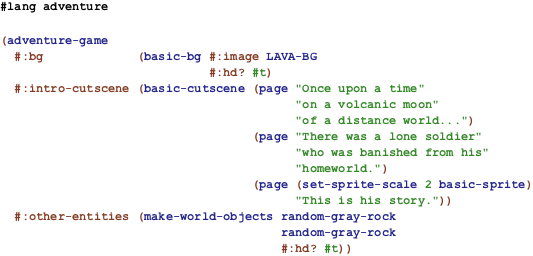 #lang adventure
(adventure-game
#:bg (basic-bg #:image LAVA-BG
#:hd? #t)
#:intro-cutscene (basic-cutscene (page "Once upon a time"
"on a volcanic moon"
"of a distance world...")
(page "There was a lone soldier"
"who was banished from his"
"homeworld.")
(page (set-sprite-scale 2 basic-sprite)
"This is his story."))
#:other-entities (make-world-objects random-gray-rock
random-gray-rock
#:hd? #t))